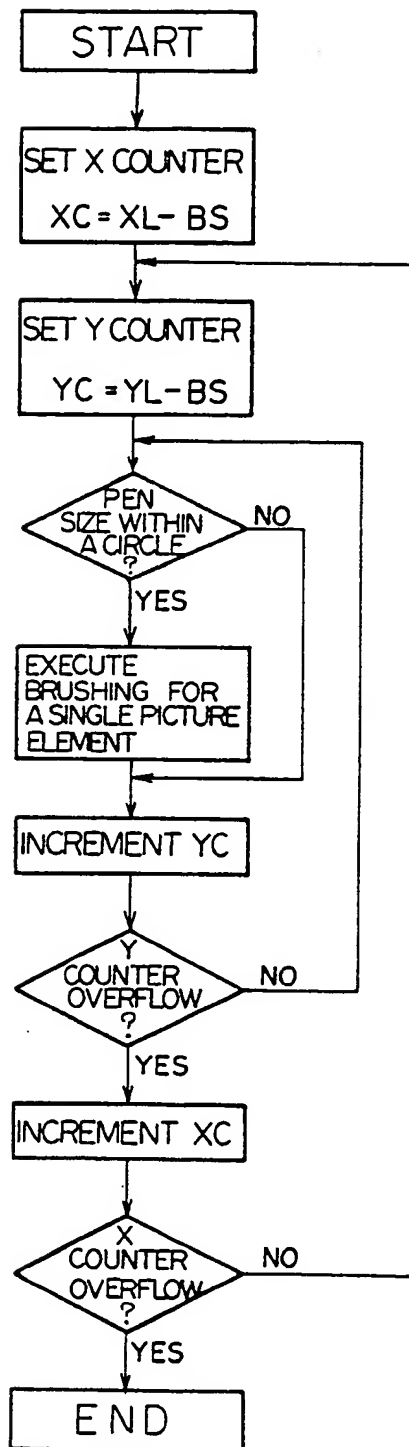 START
SET X COUNTER
XC = XL - BS
SET Y COUNTER
YC = YL - BS
PEN
SIZE WITHIN
A CIRCLE
?
NO
YES
EXECUTE
BRUSHING FOR
A SINGLE PICTURE
ELEMENT
INCREMENT YC
Y
COUNTER
OVERFLOW
?
NO
YES
INCREMENT XC
X
COUNTER
OVERFLOW
?
NO
YES
END